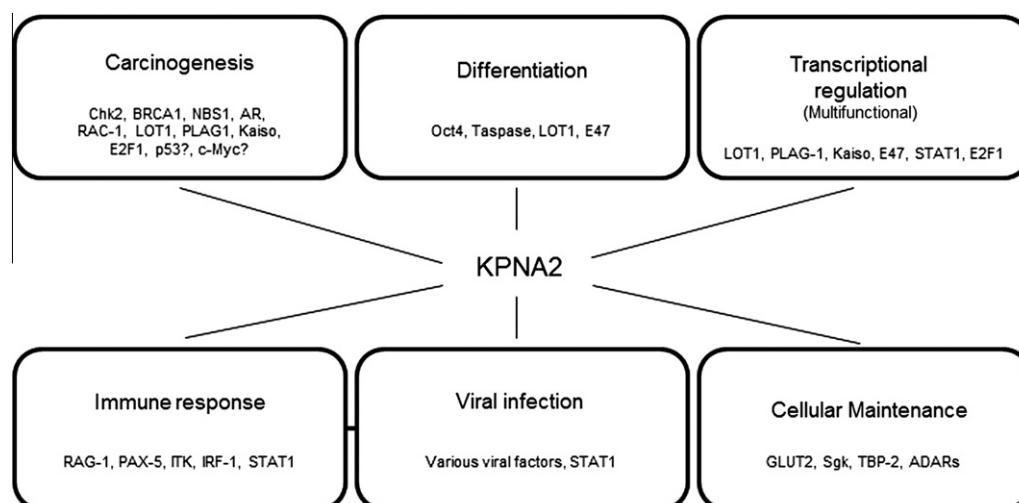 Carcinogenesis
Chk2, BRCA1, NBS1, AR,
RAC-1, LOT1, PLAG1, Kaiso,
E2F1, p53?, c-Myc?
Differentiation
Oct4, Taspase, LOT1, E47
Transcriptional
regulation
(Multifunctional)
LOT1, PLAG-1, Kaiso, E47, STAT1, E2F1
KPNA2
Immune response
RAG-1, PAX-5, ITK, IRF-1, STAT1
Viral infection
Various viral factors, STAT1
Cellular Maintenance
GLUT2, Sgk, TBP-2, ADARs